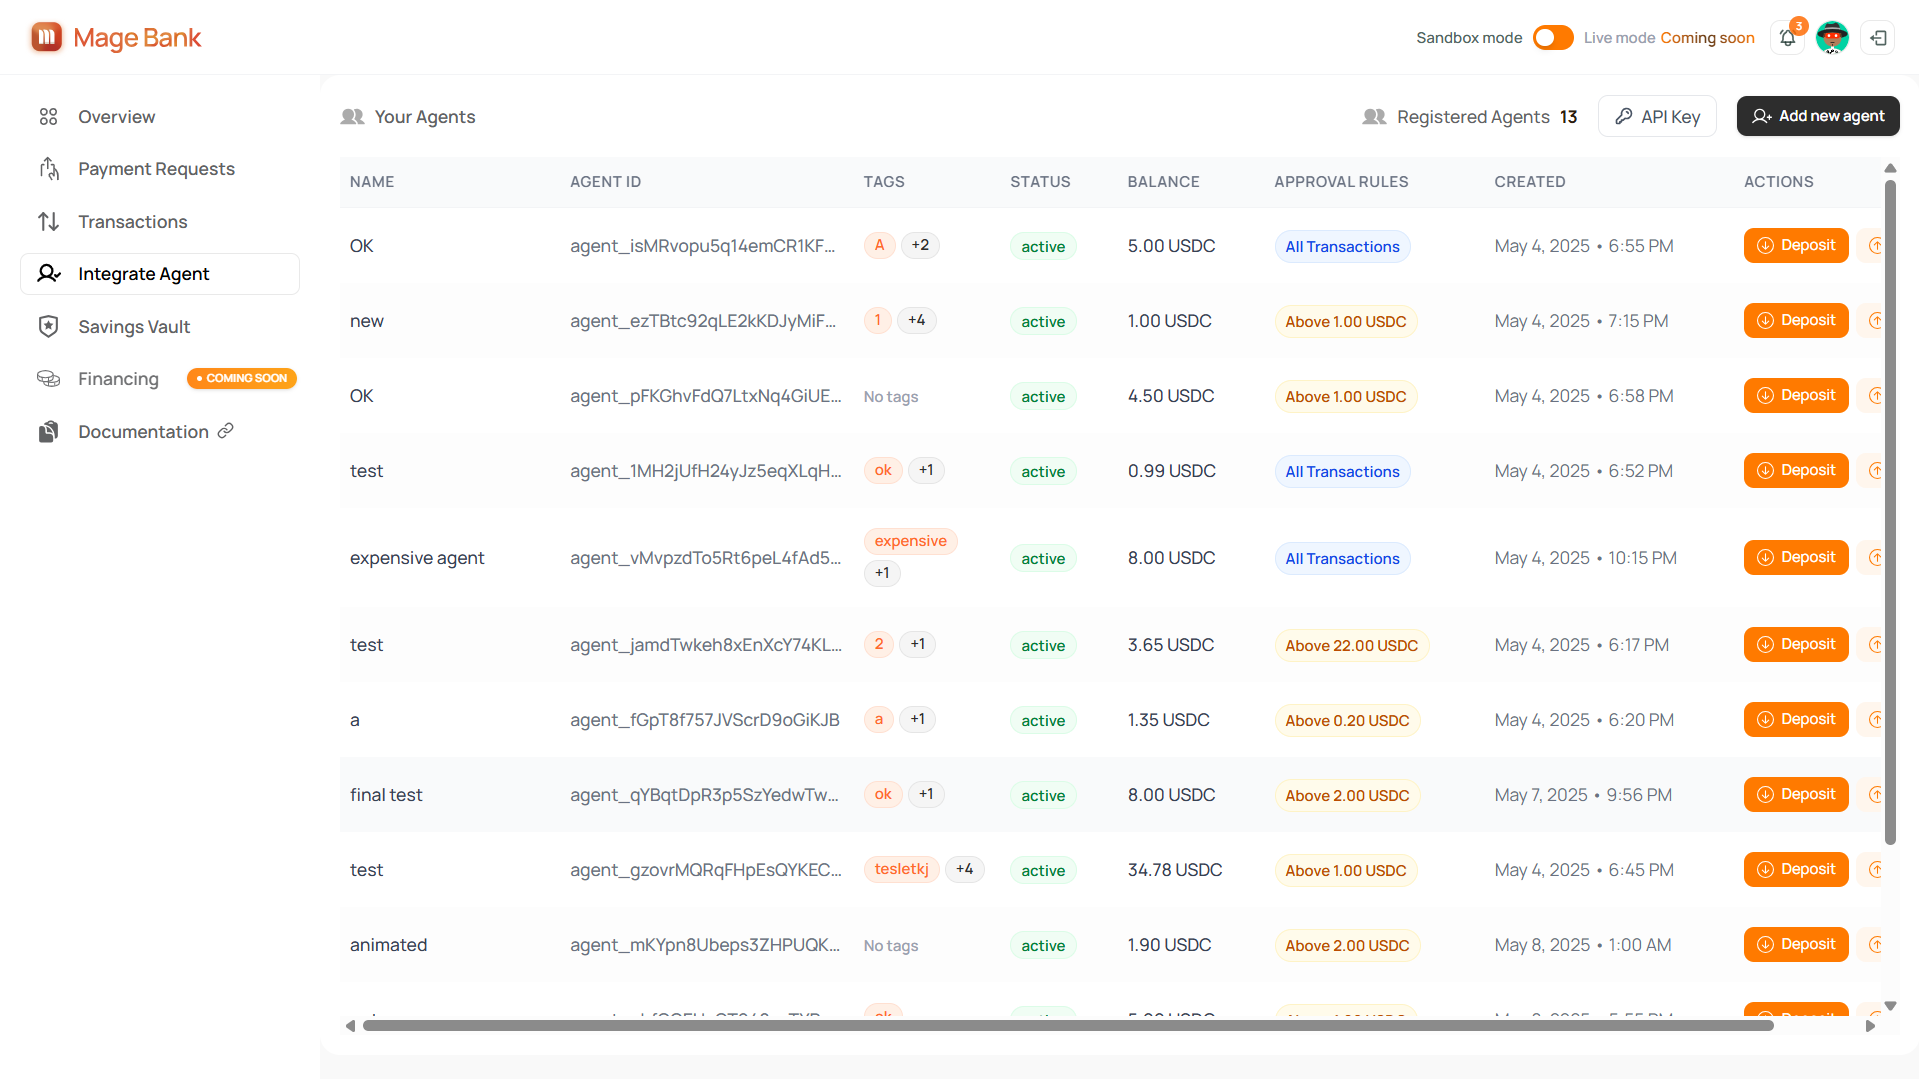 Mage Bank
Sandbox mode
Live mode Coming soon
3
Overview
Payment Requests
Transactions
Integrate Agent
Savings Vault
Financing
COMING SOON
Documentation
Your Agents
Registered Agents 13
API Key
Add new agent
NAME AGENT ID TAGS STATUS BALANCE APPROVAL RULES CREATED ACTIONS
OK agent_isMRvopu5q14emCR1KF... A +2 active 5.00 USDC All Transactions May 4, 2025 • 6:55 PM Deposit
new agent_ezTBtc92qLE2kKDJyMiF... 1 +4 active 1.00 USDC Above 1.00 USDC May 4, 2025 • 7:15 PM Deposit
OK agent_pFKGhvFdQ7LtxNq4GiUE... No tags active 4.50 USDC Above 1.00 USDC May 4, 2025 • 6:58 PM Deposit
test agent_1MH2jUfH24yJz5eqXLqH... ok +1 active 0.99 USDC All Transactions May 4, 2025 • 6:52 PM Deposit
expensive agent agent_vMvpzdTo5Rt6peL4fAd5... expensive +1 active 8.00 USDC All Transactions May 4, 2025 • 10:15 PM Deposit
test agent_jamdTwkeh8xEnXcY74KL... 2 +1 active 3.65 USDC Above 22.00 USDC May 4, 2025 • 6:17 PM Deposit
a agent_fGpT8f757JVScrD9oGiKJB a +1 active 1.35 USDC Above 0.20 USDC May 4, 2025 • 6:20 PM Deposit
final test agent_qYBqtDpR3p5SzYedwTw... ok +1 active 8.00 USDC Above 2.00 USDC May 7, 2025 • 9:56 PM Deposit
test agent_gzovrMQRqFHpEsQYKEC... tesletkj +4 active 34.78 USDC Above 1.00 USDC May 4, 2025 • 6:45 PM Deposit
animated agent_mKYpn8Ubeps3ZHPUQK... No tags active 1.90 USDC Above 2.00 USDC May 8, 2025 • 1:00 AM Deposit